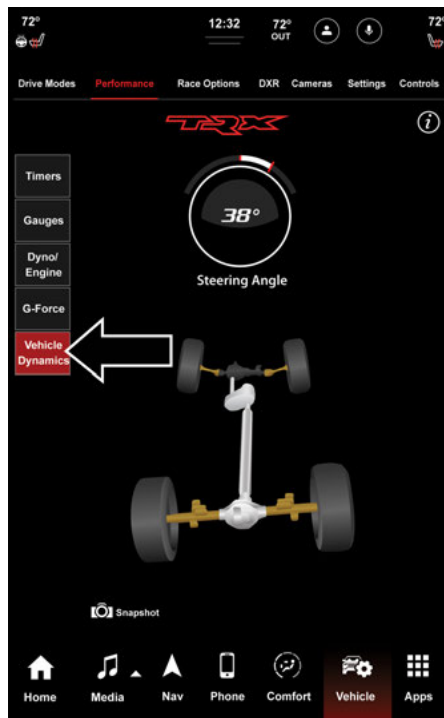 72° 12:32 72° 72°
OUT
Drive Modes Performance Race Options DXR Cameras Settings Controls
TRX
i
Timers
Gauges
Dyno/
Engine
G-Force
Vehicle
Dynamics
38°
Steering Angle
Snapshot
Home Media Nav Phone Comfort Vehicle Apps